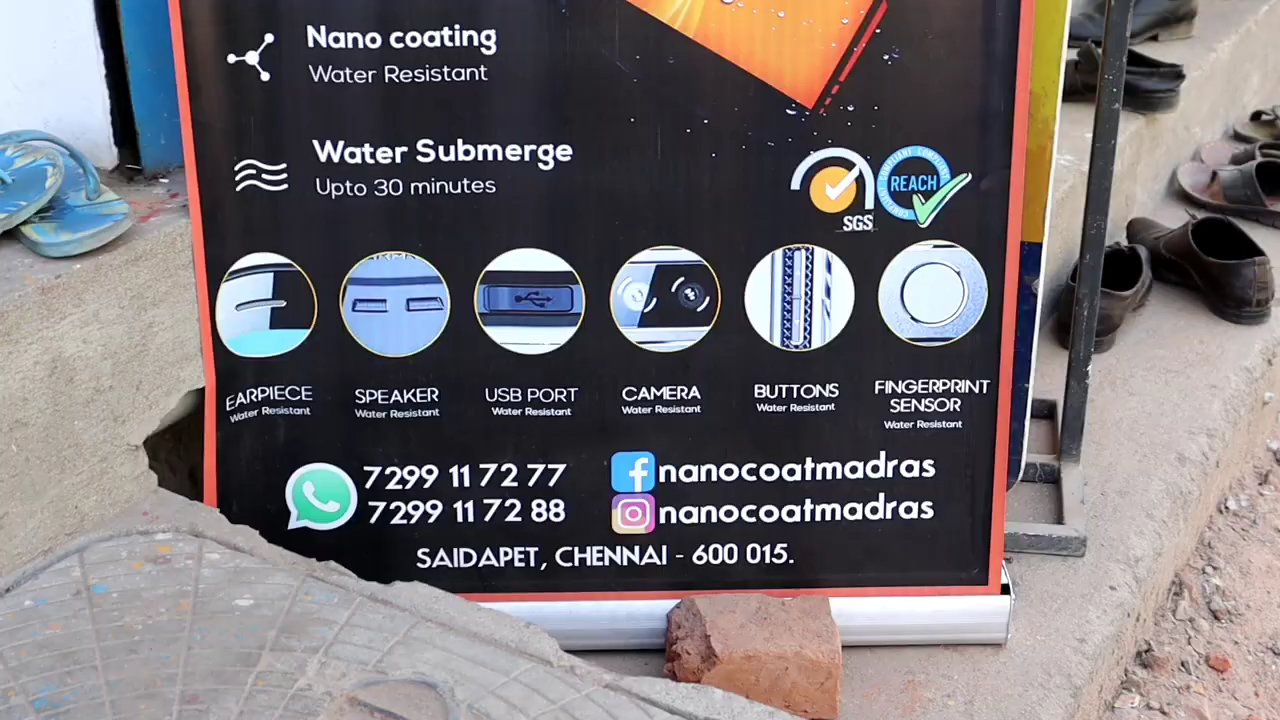 Nano coating
Water Resistant
Water Submerge
Upto 30 minutes
SGS
COMPLIANT COMPLIANT
REACH
EARPIECE
Water Resistant
SPEAKER
Water Resistant
USB PORT
Water Resistant
CAMERA
Water Resistant
BUTTONS
Water Resistant
FINGERPRINT
SENSOR
Water Resistant
7299 11 72 77
7299 11 72 88
nanocoatmadras
nanocoatmadras
SAIDAPET, CHENNAI - 600 015.